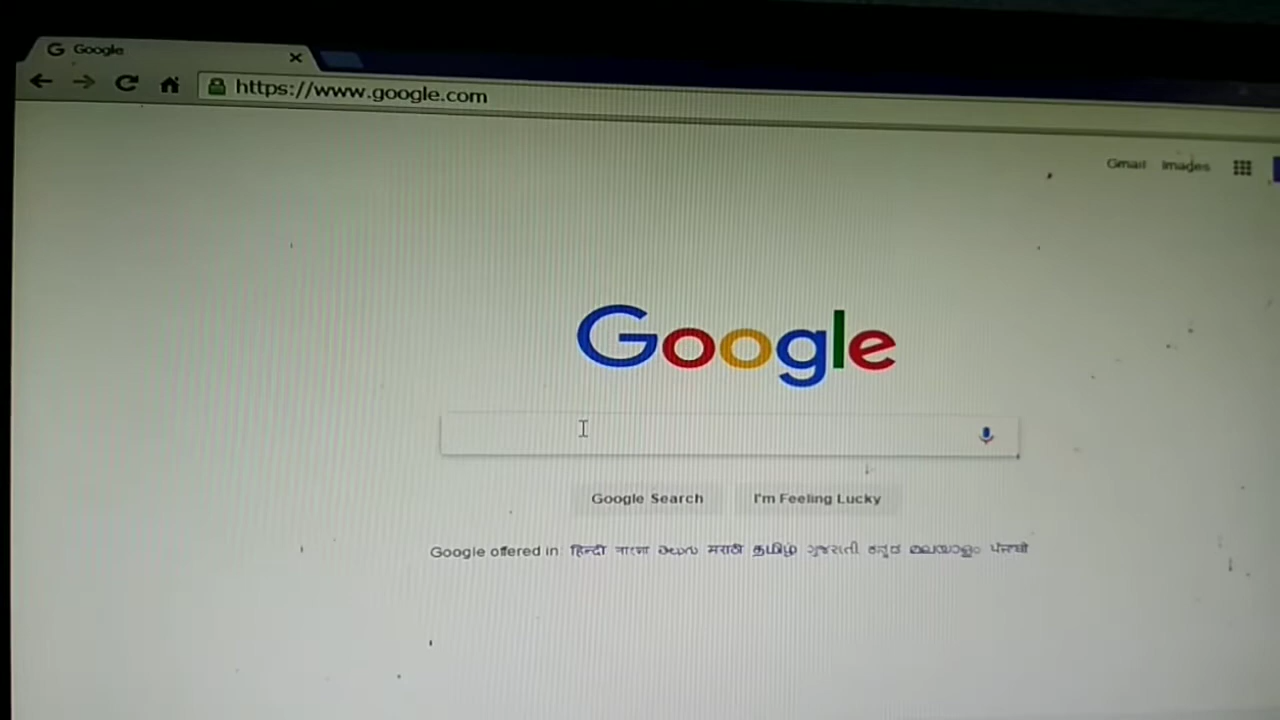 Google
https://www.google.com
Gmail Images
Google
Google Search I'm Feeling Lucky
Google offered in: हिन्दी বাংলা తెలుగు मराठी தமிழ் ગુજરાતી ಕನ್ನಡ മലയാളം ਪੰਜਾਬੀ